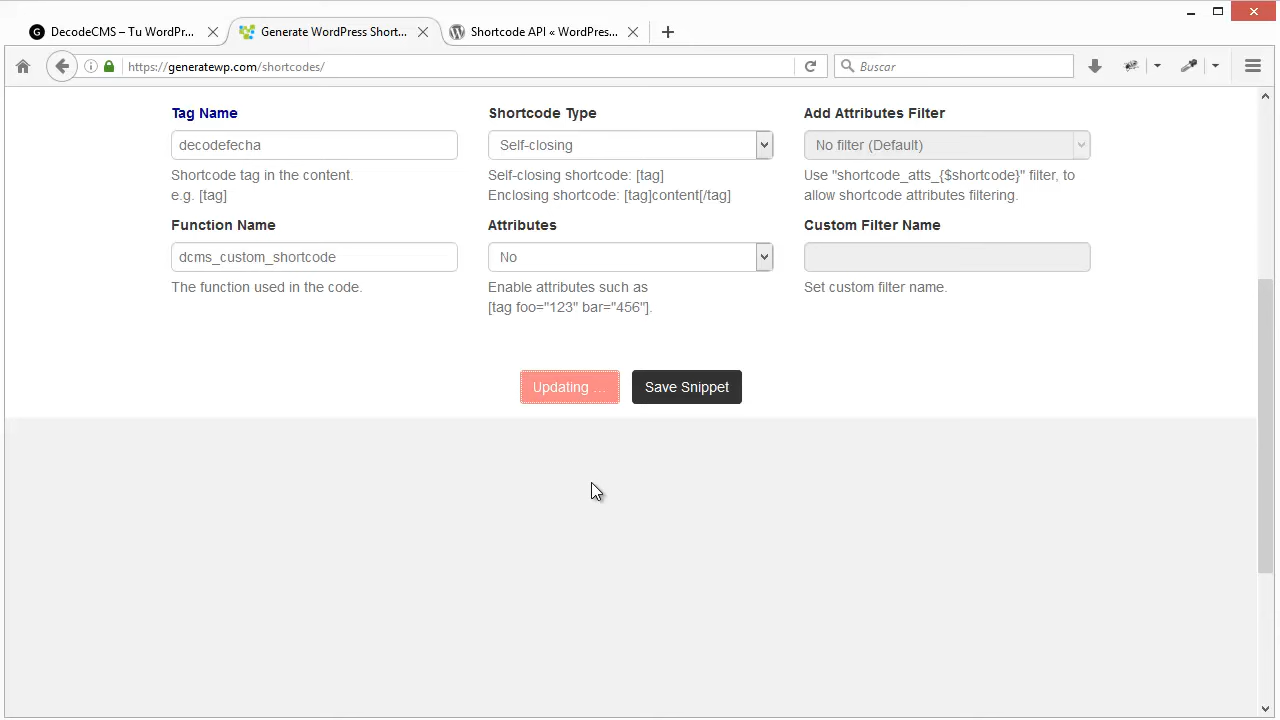 DecodeCMS – Tu WordPr...
Generate WordPress Short...
Shortcode API « WordPress...
https://generatewp.com/shortcodes/
Buscar
Tag Name
Shortcode Type
Add Attributes Filter
decodefecha
Self-closing
No filter (Default)
Shortcode tag in the content.
Self-closing shortcode: [tag]
Use "shortcode_atts_{$shortcode}" filter, to
e.g. [tag]
Enclosing shortcode: [tag]content[/tag]
allow shortcode attributes filtering.
Function Name
Attributes
Custom Filter Name
dcms_custom_shortcode
No
The function used in the code.
Enable attributes such as
Set custom filter name.
[tag foo="123" bar="456"].
Updating ...
Save Snippet